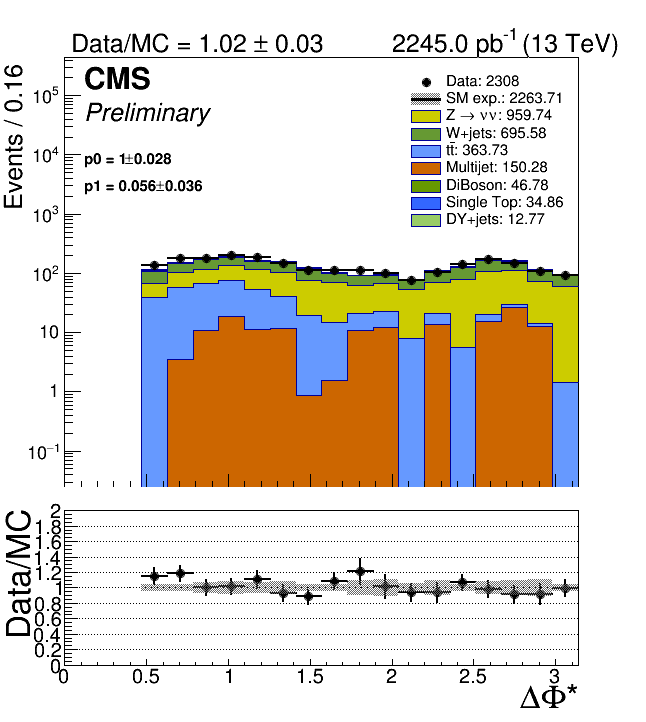 Data/MC = 1.02 ± 0.03 2245.0 pb⁻¹ (13 TeV)
Events / 0.16
CMS
Preliminary
p0 = 1±0.028
p1 = 0.056±0.036
Data: 2308
SM exp.: 2263.71
Z → νν: 959.74
W+jets: 695.58
tt̄: 363.73
Multijet: 150.28
DiBoson: 46.78
Single Top: 34.86
DY+jets: 12.77
10⁵
10⁴
10³
10²
10
1
10⁻¹
Data/MC
2
1.8
1.6
1.4
1.2
1
0.8
0.6
0.4
0.2
0
0 0.5 1 1.5 2 2.5 3
ΔΦ*